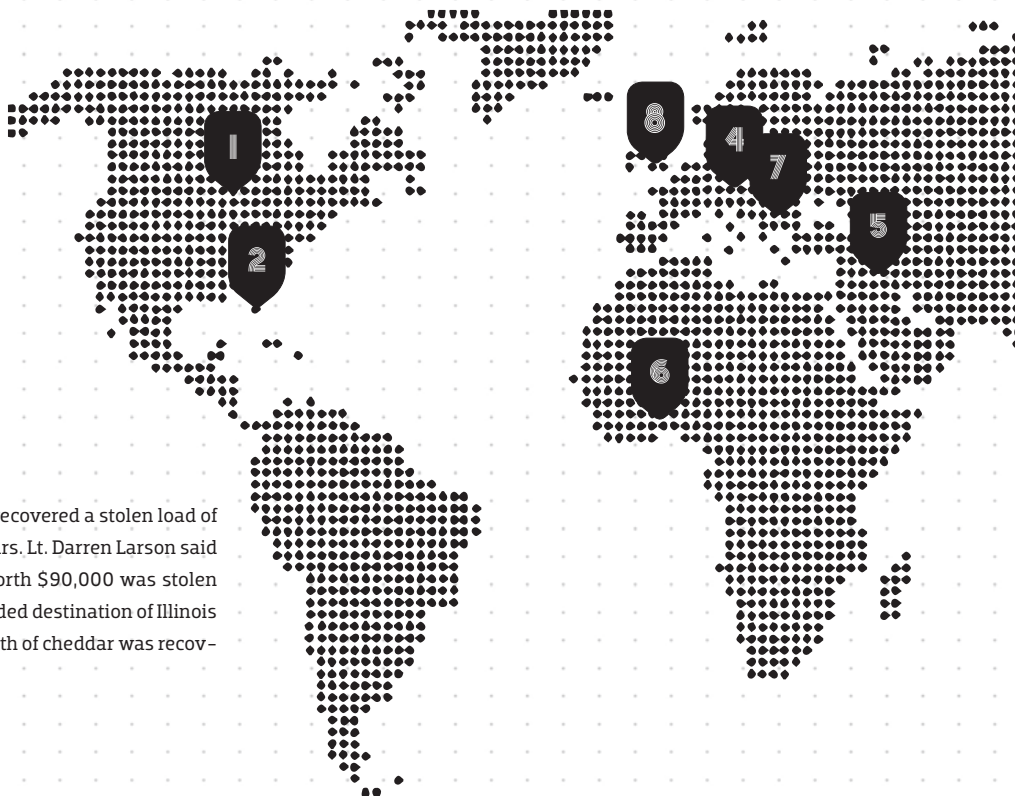 8
1
4
7
5
2
6
ecovered a stolen load of
rs. Lt. Darren Larson said
orth $90,000 was stolen
ded destination of Illinois
th of cheddar was recov-